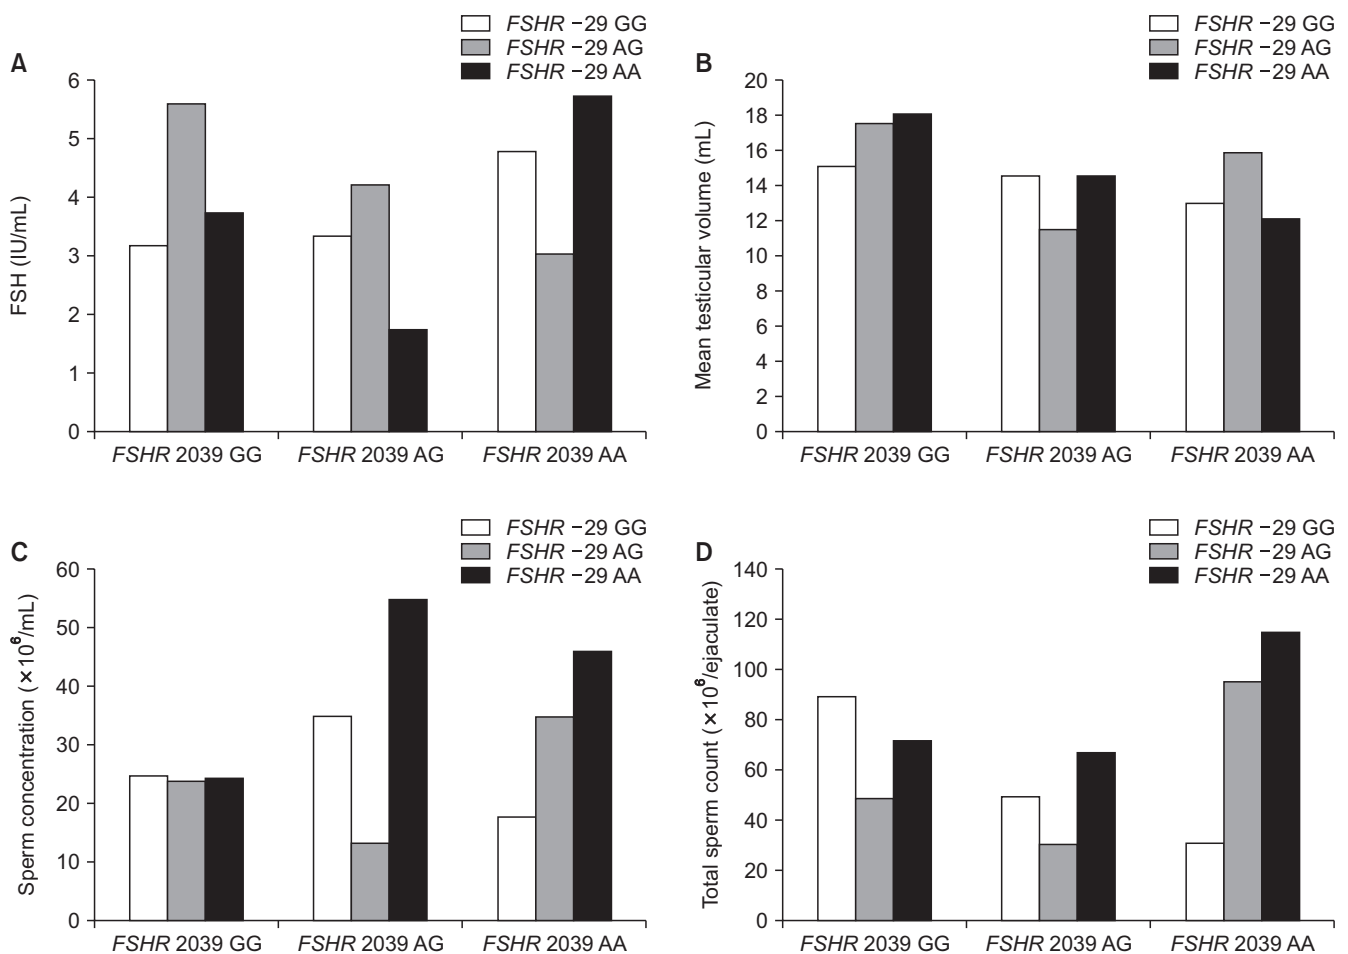 A
FSHR −29 GG
FSHR −29 AG
FSHR −29 AA
FSH (IU/mL)
6
5
4
3
2
1
0
FSHR 2039 GG
FSHR 2039 AG
FSHR 2039 AA
B
FSHR −29 GG
FSHR −29 AG
FSHR −29 AA
Mean testicular volume (mL)
20
18
16
14
12
10
8
6
4
2
0
FSHR 2039 GG
FSHR 2039 AG
FSHR 2039 AA
C
FSHR −29 GG
FSHR −29 AG
FSHR −29 AA
Sperm concentration (×10⁶/mL)
60
50
40
30
20
10
0
FSHR 2039 GG
FSHR 2039 AG
FSHR 2039 AA
D
FSHR −29 GG
FSHR −29 AG
FSHR −29 AA
Total sperm count (×10⁶/ejaculate)
140
120
100
80
60
40
20
0
FSHR 2039 GG
FSHR 2039 AG
FSHR 2039 AA